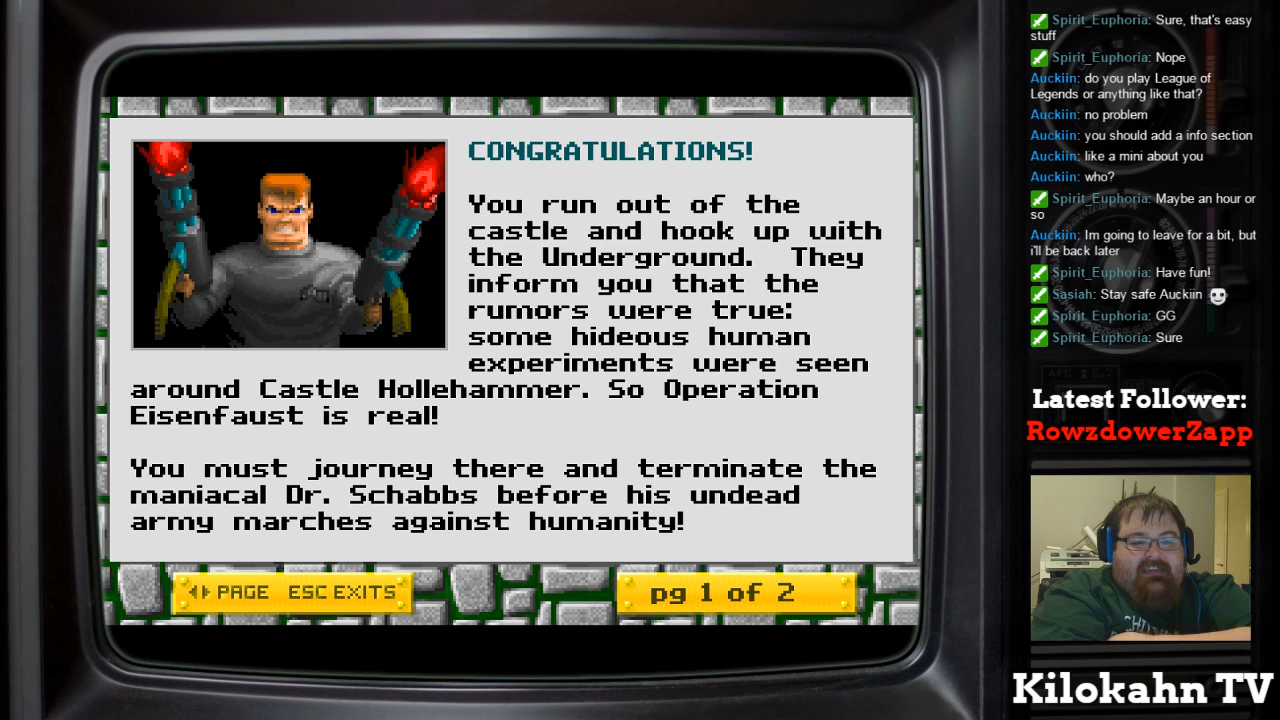 CONGRATULATIONS!
You run out of the
castle and hook up with
the Underground. They
inform you that the
rumors were true:
some hideous human
experiments were seen
around Castle Hollehammer. So Operation
Eisenfaust is real!
You must journey there and terminate the
maniacal Dr. Schabbs before his undead
army marches against humanity!
PAGE ESC EXITS
pg 1 of 2
Spirit_Euphoria: Sure, that's easy
stuff
Spirit_Euphoria: Nope
Auckiin: do you play League of
Legends or anything like that?
Auckiin: no problem
Auckiin: you should add a info section
Auckiin: like a mini about you
Auckiin: who?
Spirit_Euphoria: Maybe an hour or
so
Auckiin: Im going to leave for a bit, but
i'll be back later
Spirit_Euphoria: Have fun!
Sasiah: Stay safe Auckiin
Spirit_Euphoria: GG
Spirit_Euphoria: Sure
Latest Follower:
RowzdowerZapp
Kilokahn TV